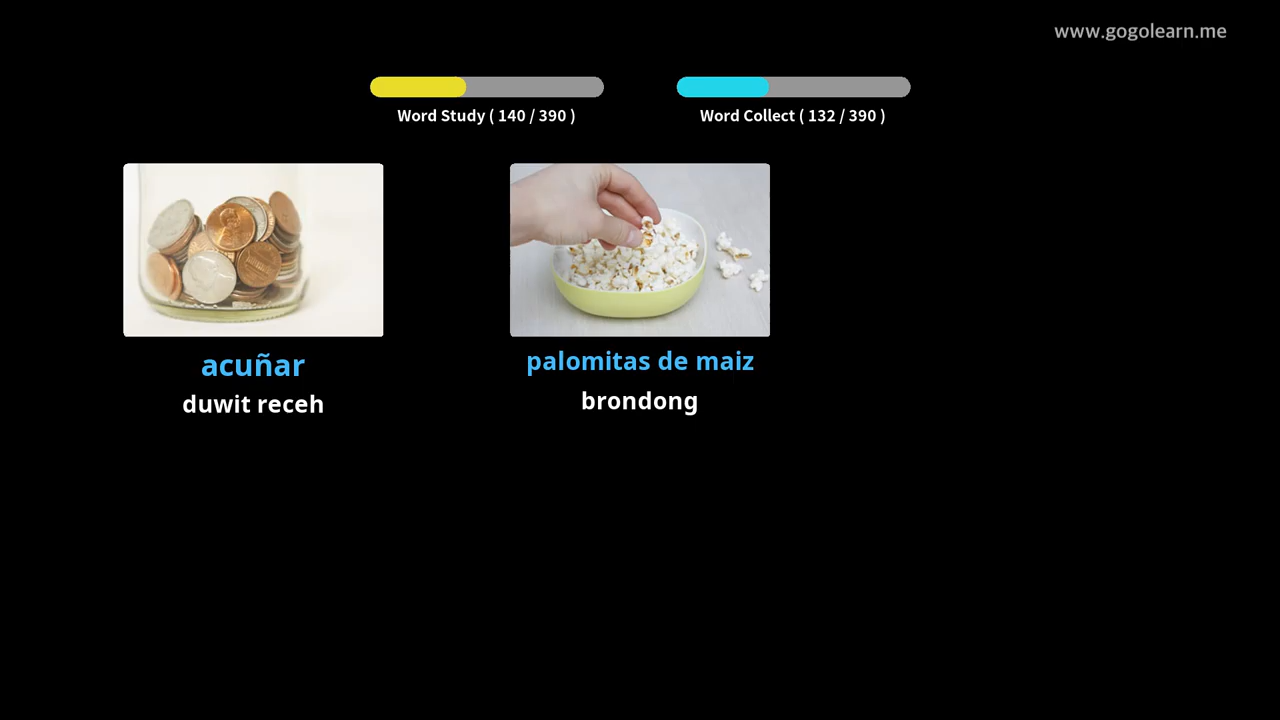 www.gogolearn.me
Word Study ( 140 / 390 )
Word Collect ( 132 / 390 )
acuñar
duwit receh
palomitas de maiz
brondong